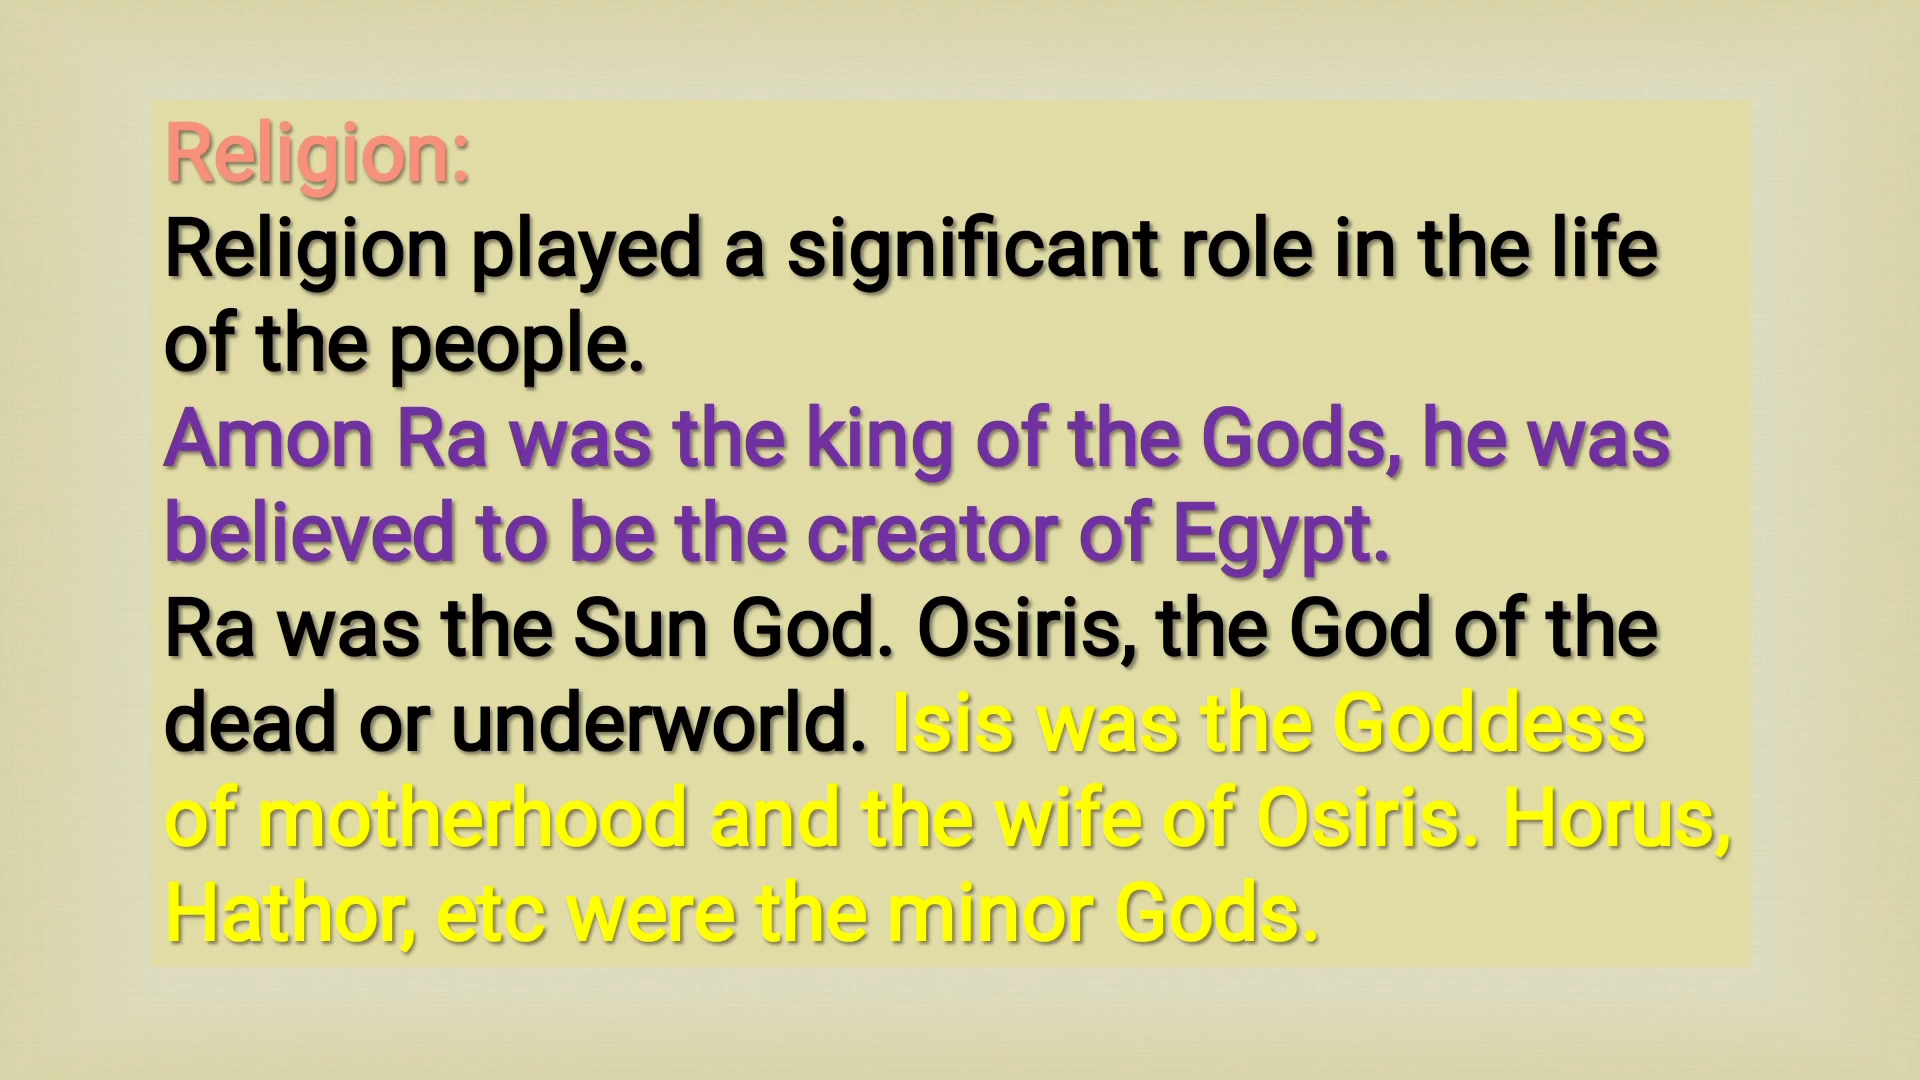 Religion:
Religion played a significant role in the life
of the people.
Amon Ra was the king of the Gods, he was
believed to be the creator of Egypt.
Ra was the Sun God. Osiris, the God of the
dead or underworld. Isis was the Goddess
of motherhood and the wife of Osiris. Horus,
Hathor, etc were the minor Gods.